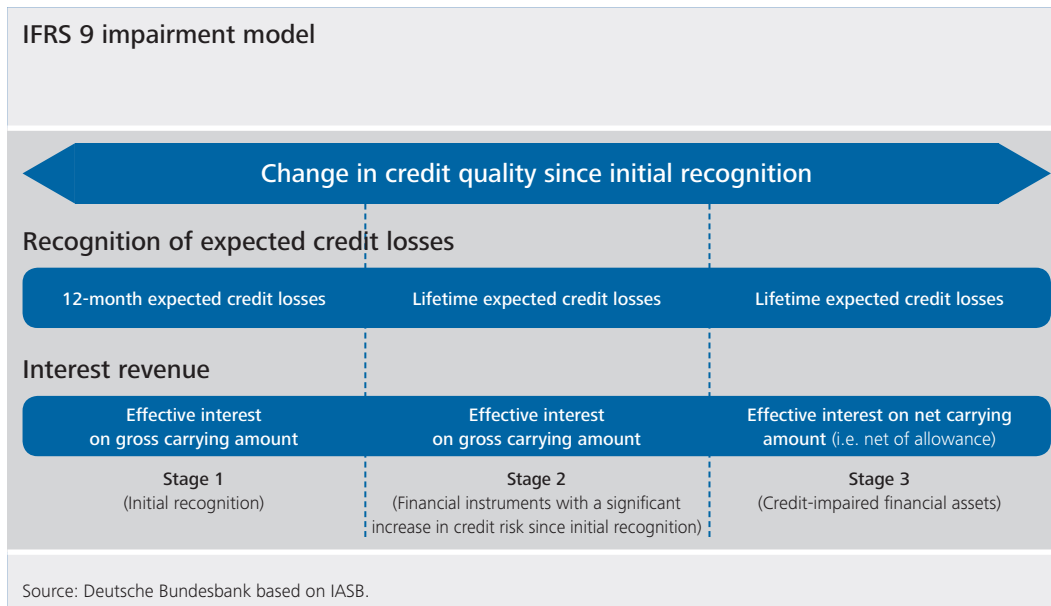 IFRS 9 impairment model
Change in credit quality since initial recognition
Recognition of expected credit losses
12-month expected credit losses
Lifetime expected credit losses
Lifetime expected credit losses
Interest revenue
Effective interest
on gross carrying amount
Effective interest
on gross carrying amount
Effective interest on net carrying
amount (i.e. net of allowance)
Stage 1
(Initial recognition)
Stage 2
(Financial instruments with a significant
increase in credit risk since initial recognition)
Stage 3
(Credit-impaired financial assets)
Source: Deutsche Bundesbank based on IASB.